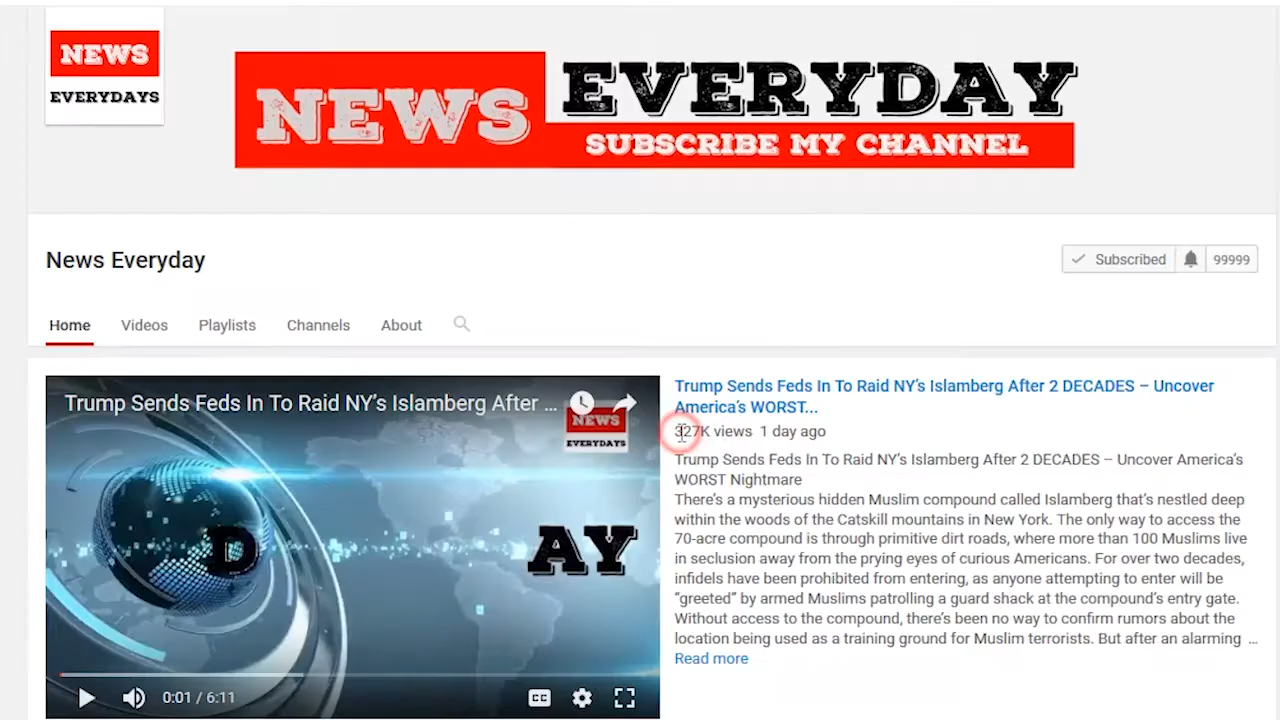 NEWS
EVERYDAYS
NEWS
EVERYDAY
SUBSCRIBE MY CHANNEL
News Everyday
Subscribed
99999
Home
Videos
Playlists
Channels
About
Trump Sends Feds In To Raid NY's Islamberg After ...
NEWS
EVERYDAYS
D
AY
0:01 / 6:11
CC
Trump Sends Feds In To Raid NY's Islamberg After 2 DECADES – Uncover
America's WORST...
327K views 1 day ago
Trump Sends Feds In To Raid NY's Islamberg After 2 DECADES – Uncover America's
WORST Nightmare
There's a mysterious hidden Muslim compound called Islamberg that's nestled deep
within the woods of the Catskill mountains in New York. The only way to access the
70-acre compound is through primitive dirt roads, where more than 100 Muslims live
in seclusion away from the prying eyes of curious Americans. For over two decades,
infidels have been prohibited from entering, as anyone attempting to enter will be
“greeted” by armed Muslims patrolling a guard shack at the compound's entry gate.
Without access to the compound, there's been no way to confirm rumors about the
location being used as a training ground for Muslim terrorists. But after an alarming ...
Read more